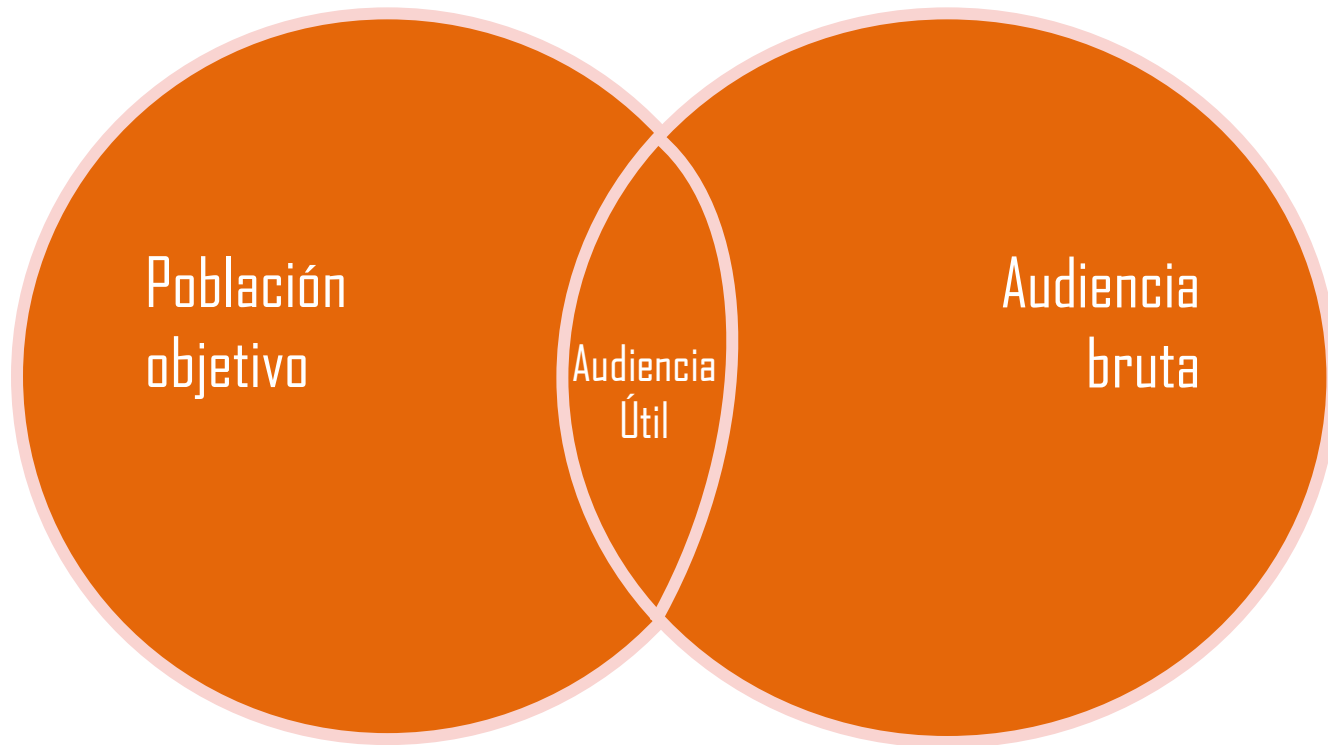 Población
objetivo
Audiencia
Útil
Audiencia
bruta